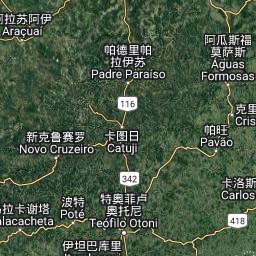 阿拉苏阿伊
Araçuaí
帕德里帕
拉伊苏
Padre Paraíso
阿瓜斯福
莫萨斯
Águas
Formosas
116
克里
Cris
新克鲁赛罗
Novo Cruzeiro
卡图日
Catuji
帕旺
Pavão
342
卡洛斯
Carlos
波特
Poté
特奥菲卢
奥托尼
Teófilo Otoni
马拉卡谢塔
alacacheta
418
伊坦巴库里